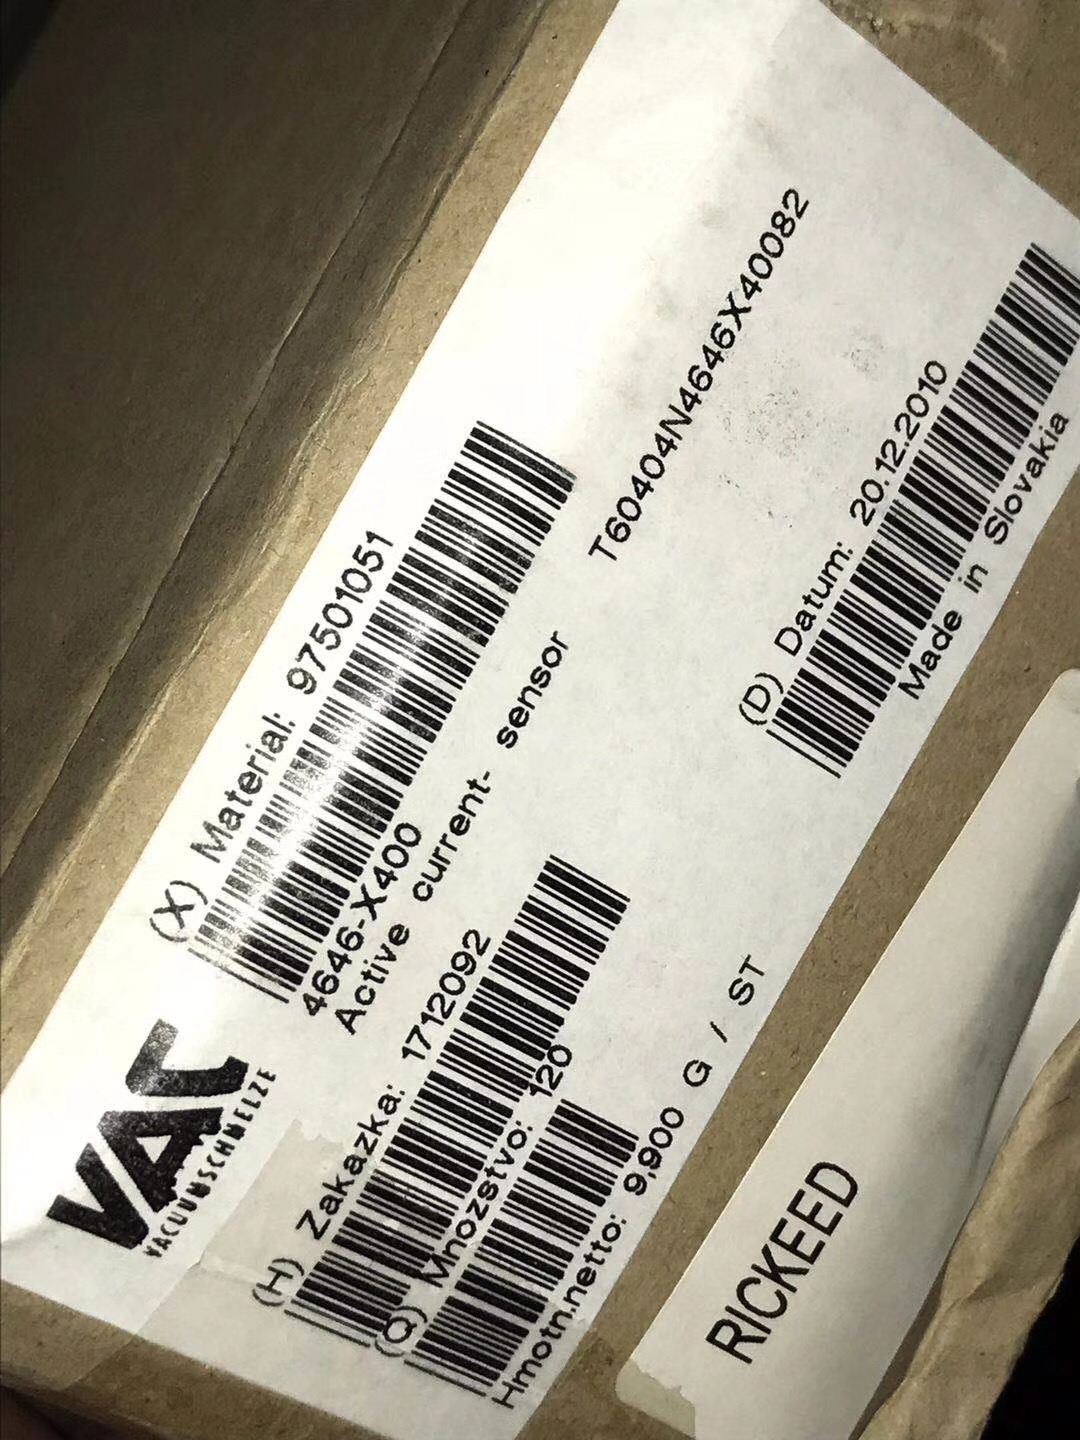 VAC
VACUUMSCHMELZE
(X) Material: 97501051
4646-X400
Active current- sensor
T60404N4646X40082
(H) Zakazka: 1712092
(Q) Mnozstvo: 120
Hmotn.netto: 9,900 G / ST
(D) Datum: 20.12.2010
Made in Slovakia
RICKEED